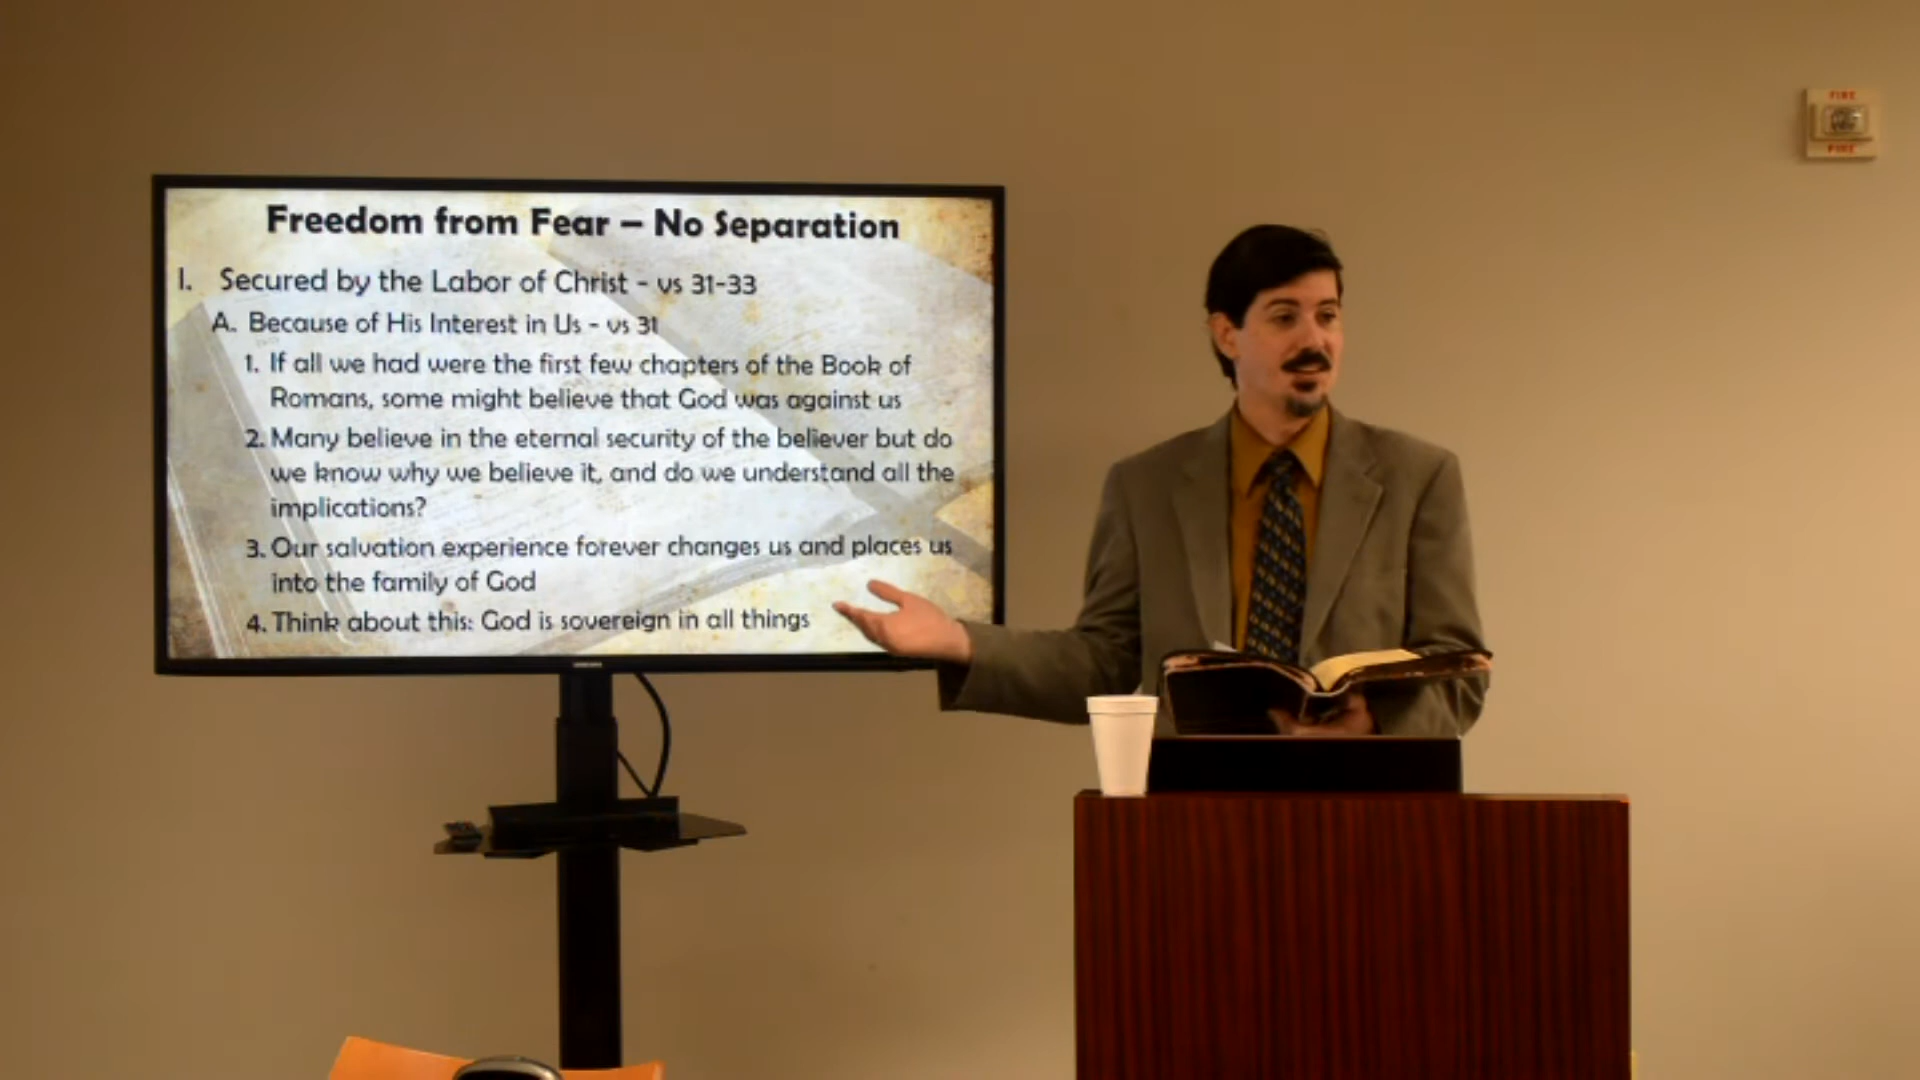 Freedom from Fear – No Separation
I. Secured by the Labor of Christ - vs 31-33
A. Because of His Interest in Us - vs 31
1. If all we had were the first few chapters of the Book of
Romans, some might believe that God was against us
2. Many believe in the eternal security of the believer but do
we know why we believe it, and do we understand all the
implications?
3. Our salvation experience forever changes us and places us
into the family of God
4. Think about this: God is sovereign in all things
FIRE
FIRE